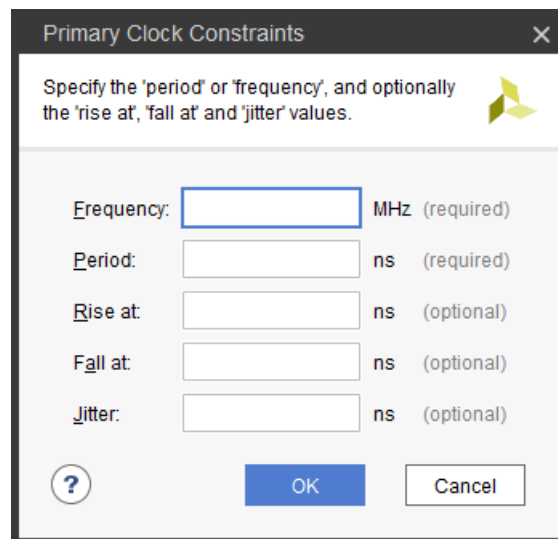 Primary Clock Constraints
Specify the 'period' or 'frequency', and optionally
the 'rise at', 'fall at' and 'jitter' values.
Frequency: MHz (required)
Period: ns (required)
Rise at: ns (optional)
Fall at: ns (optional)
Jitter: ns (optional)
? OK Cancel